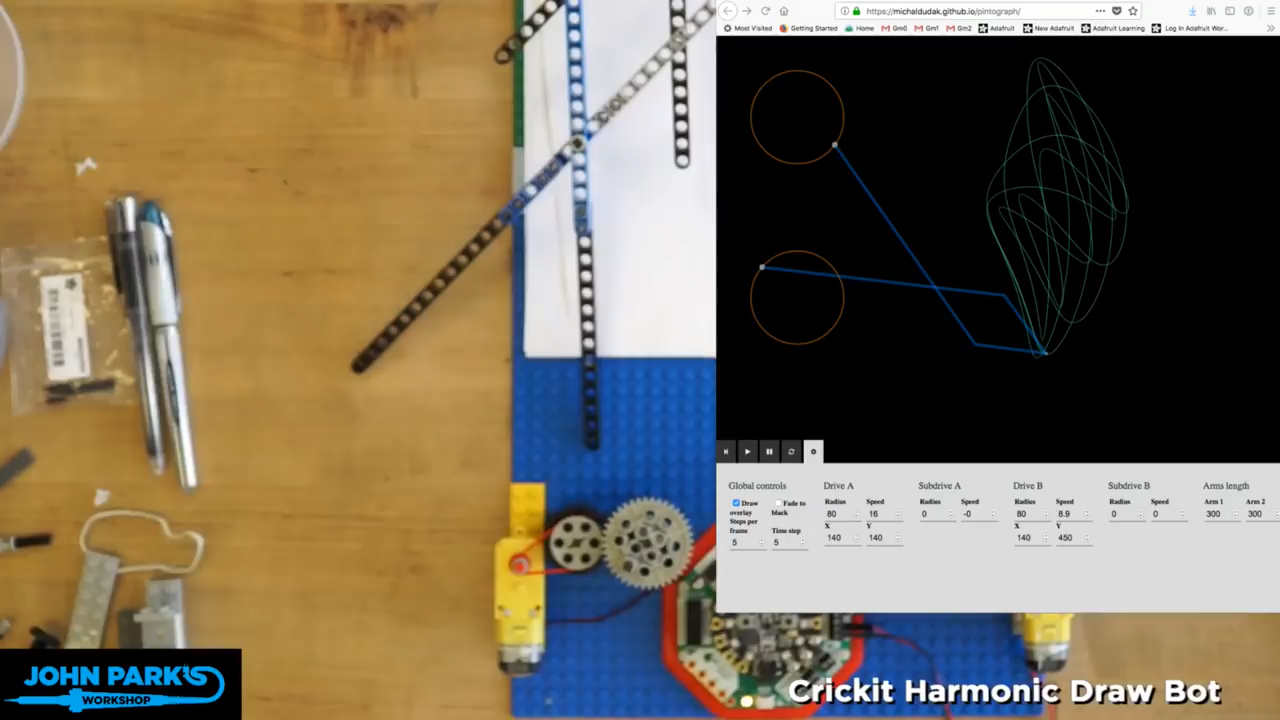 https://michaldudak.github.io/pintograph/
Most Visited Getting Started Home Gm0 Gm1 Gm2 Adafruit New Adafruit Adafruit Learning Log In Adafruit Wor...
Global controls Drive A Subdrive A Drive B Subdrive B Arms length
Draw overlay Fade to black Radius Speed Radius Speed Radius Speed Radius Speed Arm 1 Arm 2
80 16 0 -0 80 8.9 0 0 300 300
Steps per frame Time step X Y X Y
5 5 140 140 140 450
JOHN PARK'S
WORKSHOP
Crickit Harmonic Draw Bot